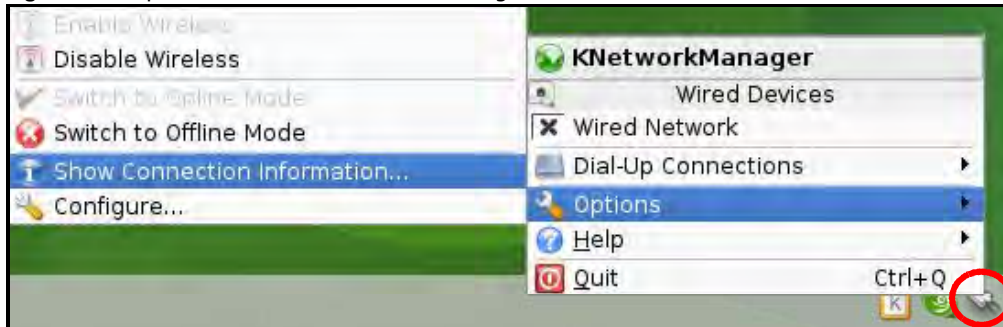 Enable Wireless
Disable Wireless
Switch to Online Mode
Switch to Offline Mode
Show Connection Information...
Configure...
KNetworkManager
Wired Devices
Wired Network
Dial-Up Connections
Options
Help
Quit Ctrl+Q
K